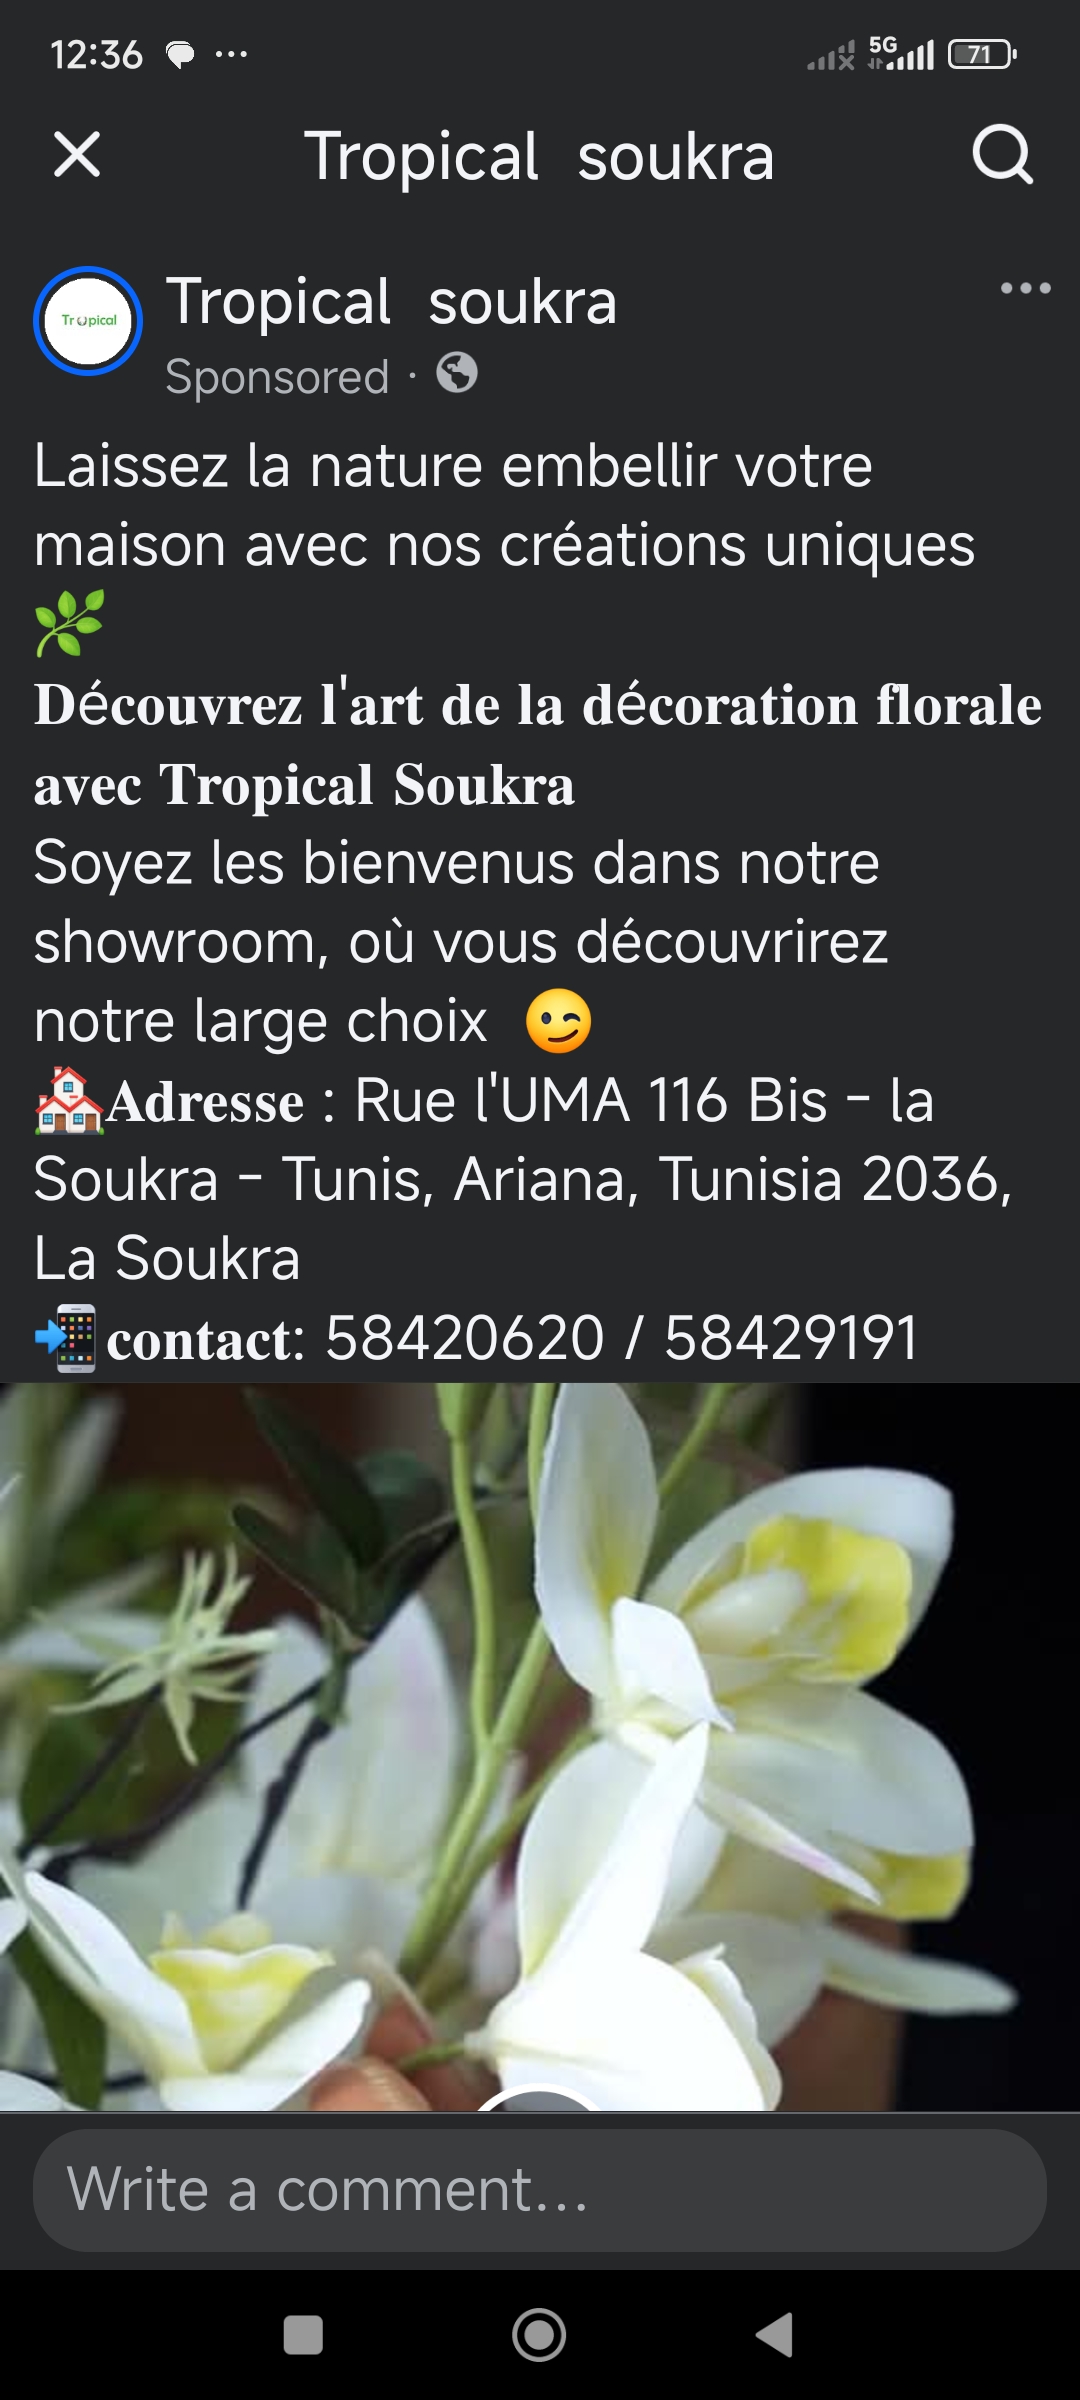 12:36
5G
71
Tropical soukra
Tropical
Tropical soukra
Sponsored ·
Laissez la nature embellir votre
maison avec nos créations uniques
🌿
Découvrez l'art de la décoration florale
avec Tropical Soukra
Soyez les bienvenus dans notre
showroom, où vous découvrirez
notre large choix 😉
🏘️Adresse : Rue l'UMA 116 Bis - la
Soukra - Tunis, Ariana, Tunisia 2036,
La Soukra
📲contact: 58420620 / 58429191
Write a comment...